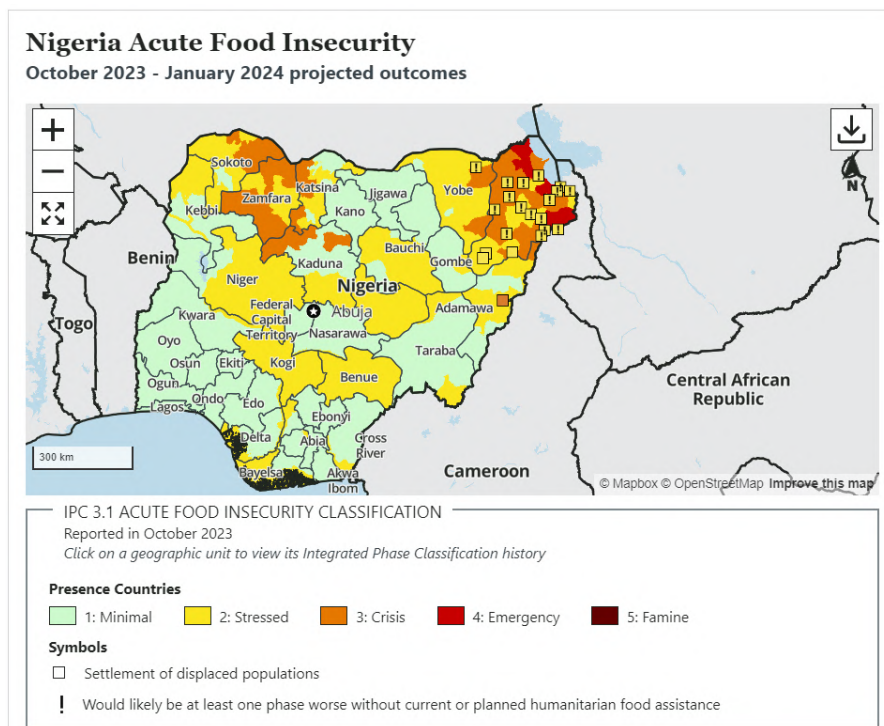 Nigeria Acute Food Insecurity
October 2023 - January 2024 projected outcomes
+
−
N
Sokoto
Katsina
Zamfara
Jigawa
Yobe
Kebbi
Kano
Bauchi
Benin
Kaduna
Gombe
Niger
Nigeria
Federal
Capital
Territory
Abuja
Adamawa
Togo
Kwara
Nasarawa
Oyo
Taraba
Osun
Ekiti
Kogi
Benue
Central African
Republic
Ogun
Ondo
Edo
Lagos
Ebonyi
Delta
Abia
Cross
River
300 km
Bayelsa
Akwa
Ibom
Cameroon
© Mapbox © OpenStreetMap Improve this map
IPC 3.1 ACUTE FOOD INSECURITY CLASSIFICATION
Reported in October 2023
Click on a geographic unit to view its Integrated Phase Classification history
Presence Countries
1: Minimal 2: Stressed 3: Crisis 4: Emergency 5: Famine
Symbols
Settlement of displaced populations
! Would likely be at least one phase worse without current or planned humanitarian food assistance